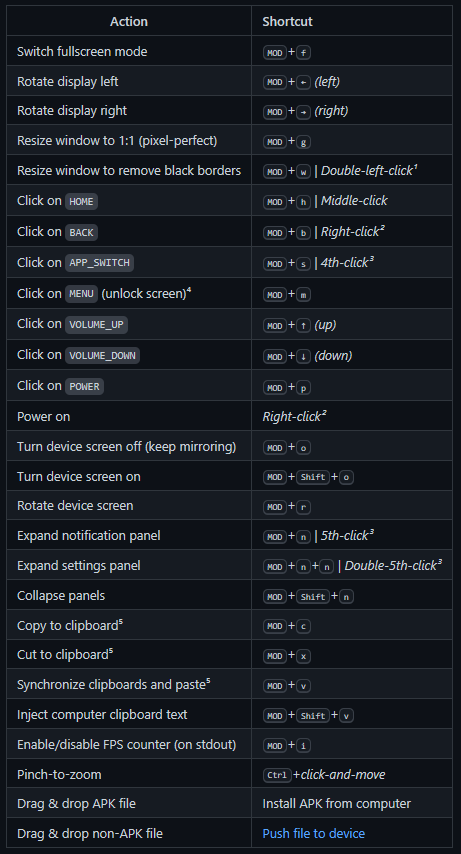 Action Shortcut
Switch fullscreen mode MOD+f
Rotate display left MOD+← (left)
Rotate display right MOD+→ (right)
Resize window to 1:1 (pixel-perfect) MOD+g
Resize window to remove black borders MOD+w | Double-left-click¹
Click on HOME MOD+h | Middle-click
Click on BACK MOD+b | Right-click²
Click on APP_SWITCH MOD+s | 4th-click³
Click on MENU (unlock screen)⁴ MOD+m
Click on VOLUME_UP MOD+↑ (up)
Click on VOLUME_DOWN MOD+↓ (down)
Click on POWER MOD+p
Power on Right-click²
Turn device screen off (keep mirroring) MOD+o
Turn device screen on MOD+Shift+o
Rotate device screen MOD+r
Expand notification panel MOD+n | 5th-click³
Expand settings panel MOD+n+n | Double-5th-click³
Collapse panels MOD+Shift+n
Copy to clipboard⁵ MOD+c
Cut to clipboard⁵ MOD+x
Synchronize clipboards and paste⁵ MOD+v
Inject computer clipboard text MOD+Shift+v
Enable/disable FPS counter (on stdout) MOD+i
Pinch-to-zoom Ctrl+click-and-move
Drag & drop APK file Install APK from computer
Drag & drop non-APK file Push file to device